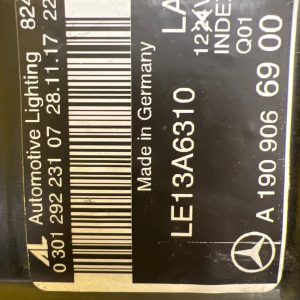 AL Automotive Lighting 824
0 301 292 231 07 28.11.17 22
Made in Germany
LE13A6310
LA
12
INDEX
Q01
A 190 906 69 00